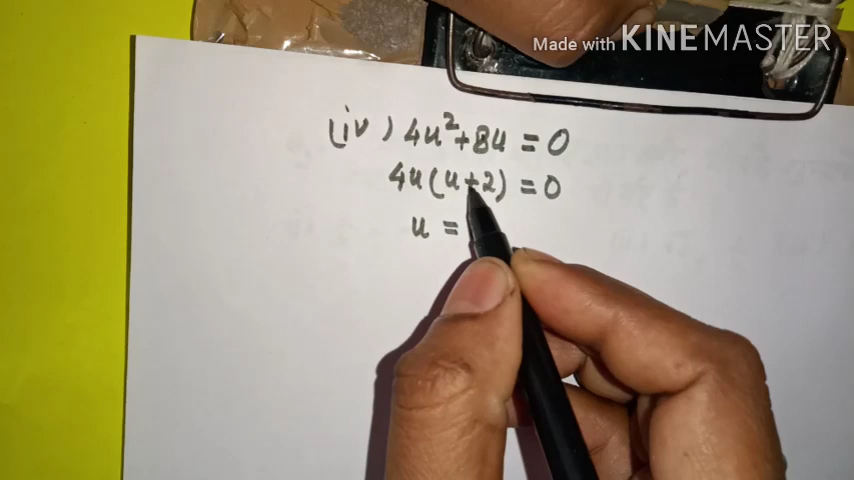 Made with KINEMASTER
(iv) 4u²+8u = 0
4u(u+2) = 0
u =